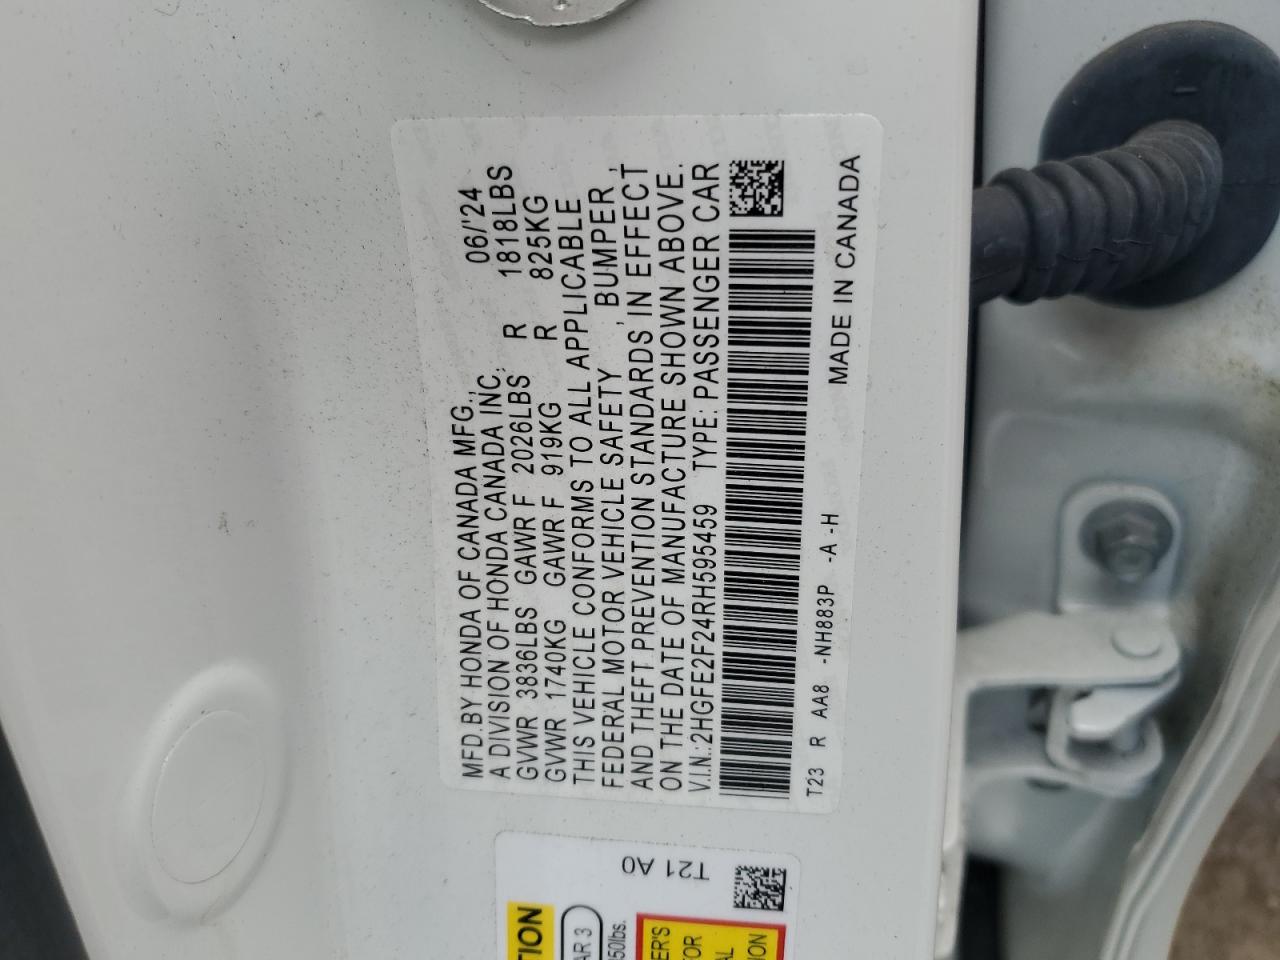 MFD.BY HONDA OF CANADA MFG., 06/'24
A DIVISION OF HONDA CANADA INC.
GVWR 3836LBS GAWR F 2026LBS R 1818LBS
GVWR 1740KG GAWR F 919KG R 825KG
THIS VEHICLE CONFORMS TO ALL APPLICABLE
FEDERAL MOTOR VEHICLE SAFETY , BUMPER ,
AND THEFT PREVENTION STANDARDS IN EFFECT
ON THE DATE OF MANUFACTURE SHOWN ABOVE.
V.I.N.:2HGFE2F24RH595459 TYPE: PASSENGER CAR
T23 R AA8 -NH883P -A -H MADE IN CANADA
T21 A0